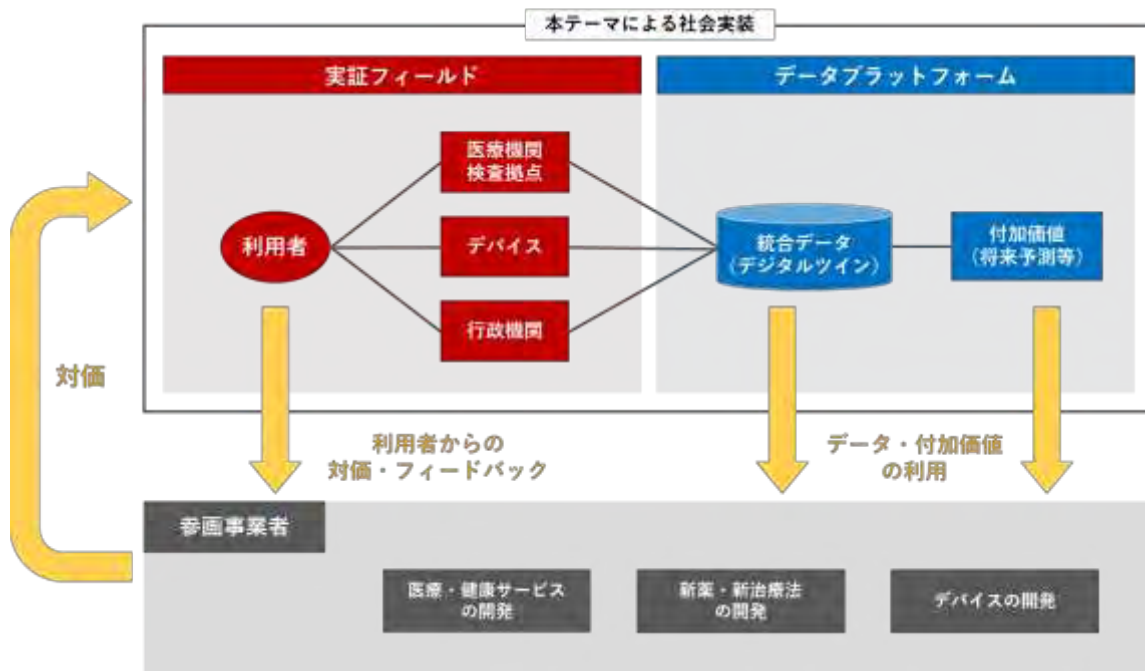 本テーマによる社会実装
実証フィールド
データプラットフォーム
医療機関
検査拠点
利用者
デバイス
行政機関
統合データ
（デジタルツイン）
付加価値
（将来予測等）
対価
利用者からの
対価・フィードバック
データ・付加価値
の利用
参画事業者
医療・健康サービス
の開発
新薬・新治療法
の開発
デバイスの開発